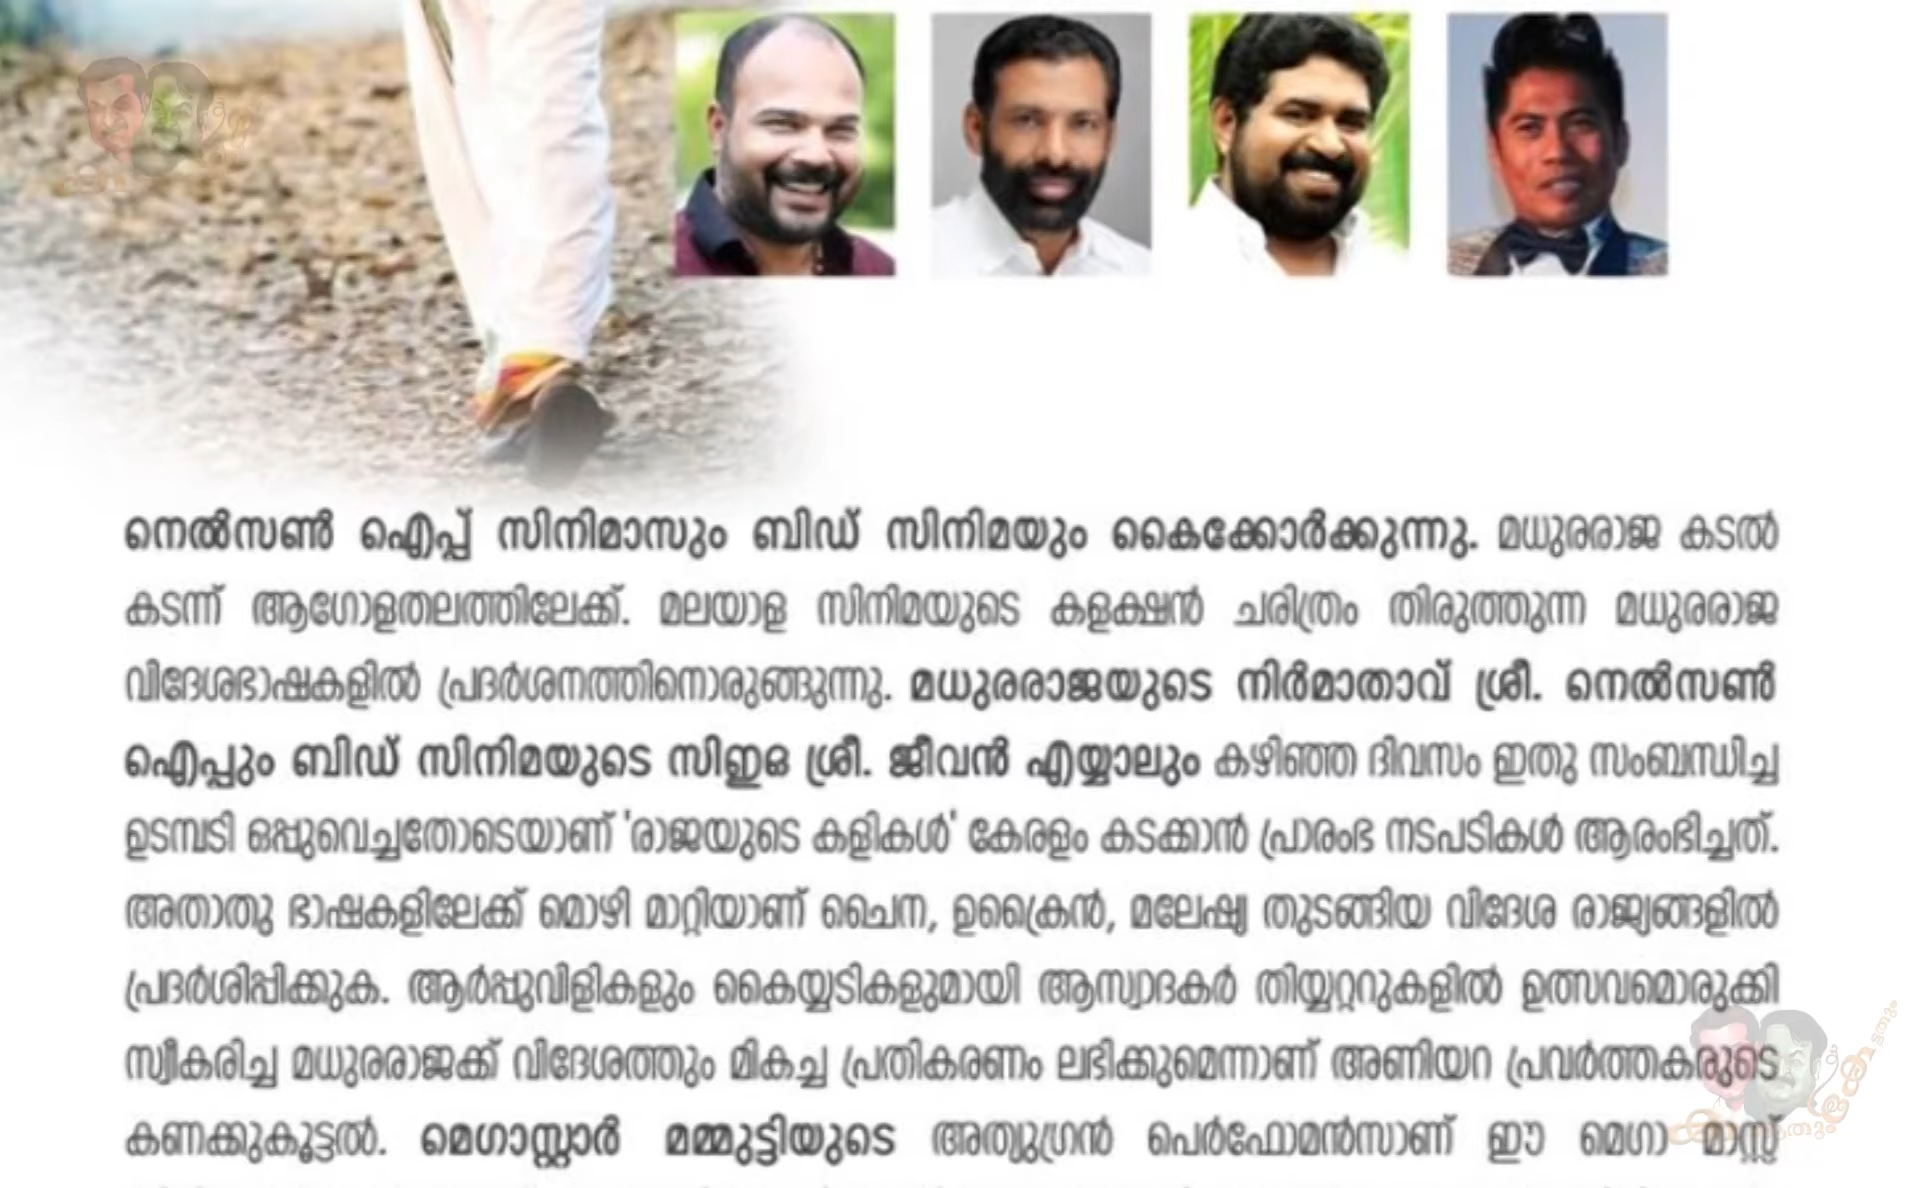 നെൽസൺ ഐപ്പ് സിനിമാസും ബിഡ് സിനിമയും കൈക്കോർക്കുന്നു. മധുരരാജ കടൽ
കടന്ന് ആഗോളതലത്തിലേക്ക്. മലയാള സിനിമയുടെ കളക്ഷൻ ചരിത്രം തിരുത്തുന്ന മധുരരാജ
വിദേശഭാഷകളിൽ പ്രദർശനത്തിനൊരുങ്ങുന്നു. മധുരരാജയുടെ നിർമാതാവ് ശ്രീ. നെൽസൺ
ഐപ്പും ബിഡ് സിനിമയുടെ സിഇഒ ശ്രീ. ജീവൻ എയ്യാലും കഴിഞ്ഞ ദിവസം ഇതു സംബന്ധിച്ച
ഉടമ്പടി ഒപ്പുവെച്ചതോടെയാണ് 'രാജയുടെ കളികൾ' കേരളം കടക്കാൻ പ്രാരംഭ നടപടികൾ ആരംഭിച്ചത്.
അതാതു ഭാഷകളിലേക്ക് മൊഴി മാറ്റിയാണ് ചൈന, ഉക്രൈൻ, മലേഷ്യ തുടങ്ങിയ വിദേശ രാജ്യങ്ങളിൽ
പ്രദർശിപ്പിക്കുക. ആർപ്പുവിളികളും കൈയ്യടികളുമായി ആസ്വാദകർ തിയ്യറ്ററുകളിൽ ഉത്സവമൊരുക്കി
സ്വീകരിച്ച മധുരരാജക്ക് വിദേശത്തും മികച്ച പ്രതികരണം ലഭിക്കുമെന്നാണ് അണിയറ പ്രവർത്തകരുടെ
കണക്കുകൂട്ടൽ. മെഗാസ്റ്റാർ മമ്മുട്ടിയുടെ അത്യുഗ്രൻ പെർഫോമൻസാണ് ഈ മെഗാ മാസ്സ്